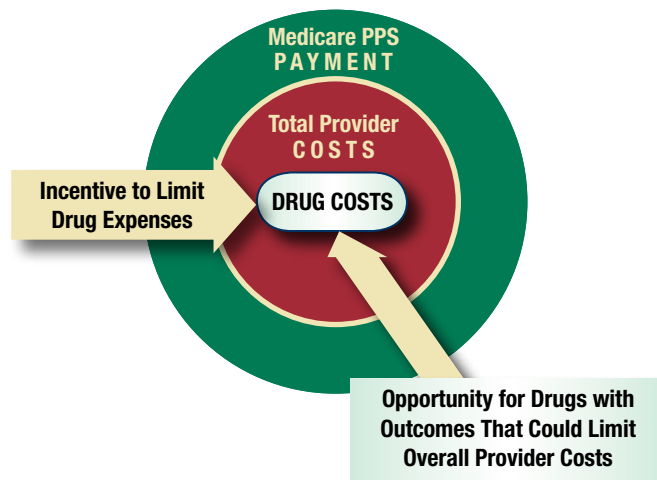 Medicare PPS
PAYMENT
Total Provider
COSTS
Incentive to Limit
Drug Expenses
DRUG COSTS
Opportunity for Drugs with
Outcomes That Could Limit
Overall Provider Costs